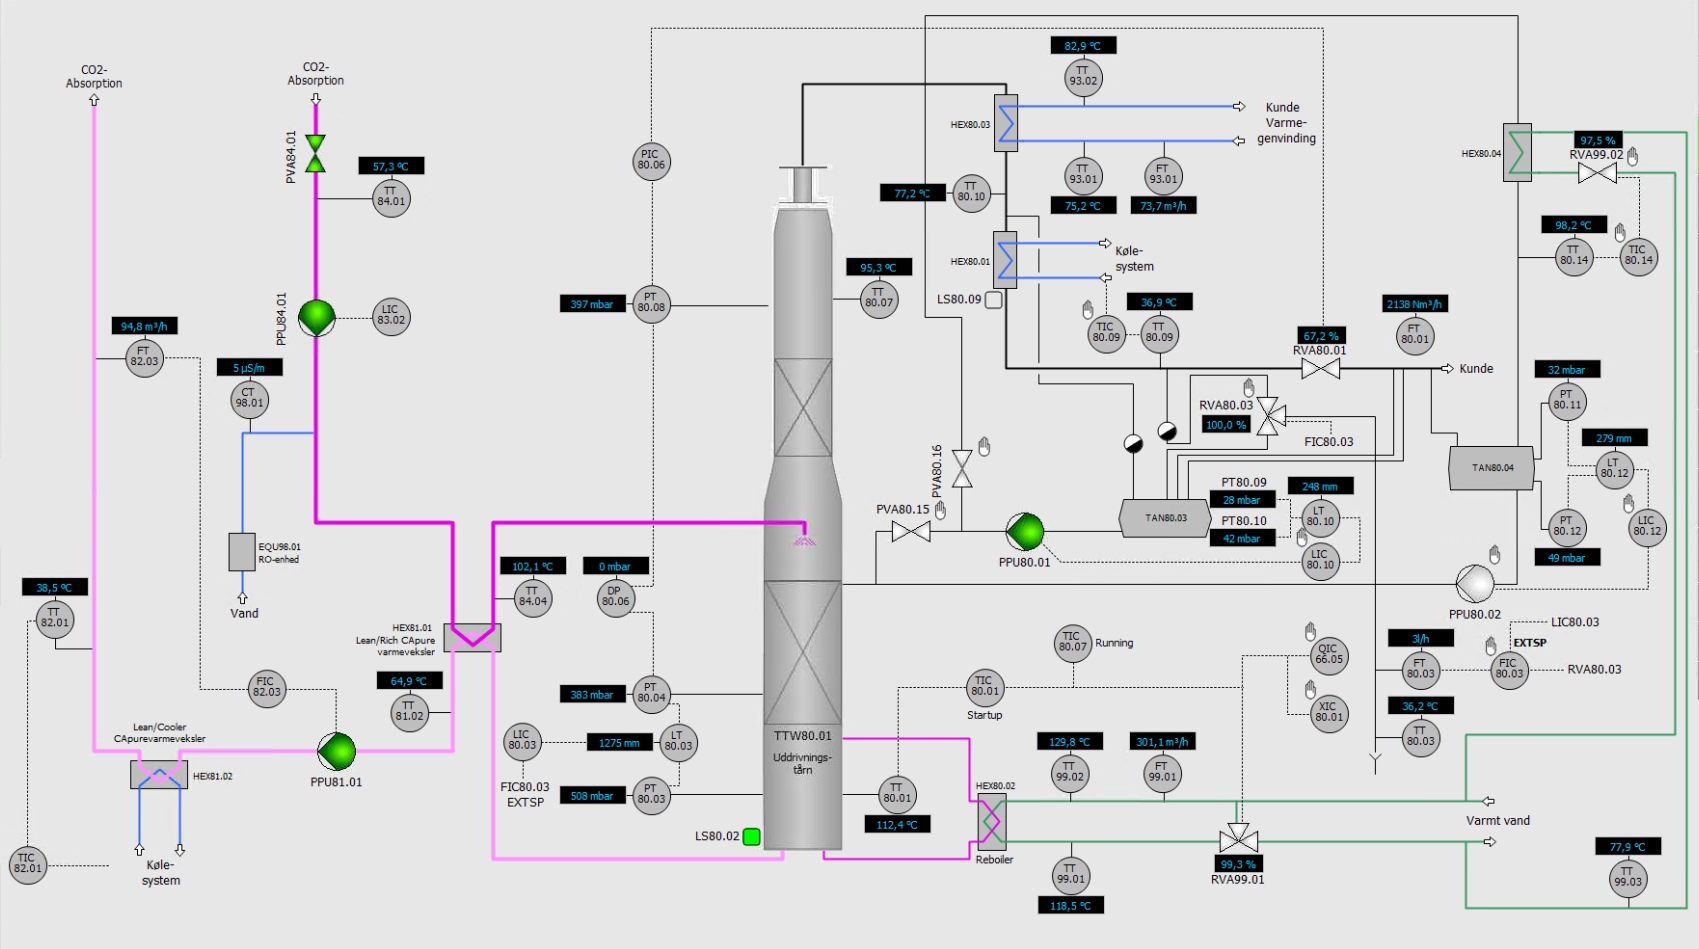 CO2-
Absorption
CO2-
Absorption
PVA84.01
57,3 ºC
TT
84.01
PPU84.01
LIC
83.02
94,8 m³/h
FT
82.03
5 µS/m
CT
98.01
EQU98.01
RO-enhed
Vand
38,5 ºC
TT
82.01
HEX81.01
Lean/Rich CApure
varmeveksler
64,9 ºC
TT
81.02
FIC
82.03
Lean/Cooler
CApurevarmeveksler
HEX81.02
PPU81.01
Køle-
system
TIC
82.01
102,1 ºC
TT
84.04
0 mbar
DP
80.06
PIC
80.06
397 mbar
PT
80.08
383 mbar
PT
80.04
LIC
80.03
1275 mm
LT
80.03
FIC80.03
EXTSP
508 mbar
PT
80.03
LS80.02
TTW80.01
Uddrivnings-
tårn
95,3 ºC
TT
80.07
82,9 ºC
TT
93.02
HEX80.03
Kunde
Varme-
genvinding
TT
93.01
75,2 ºC
FT
93.01
73,7 m³/h
77,2 ºC
TT
80.10
HEX80.01
Køle-
system
LS80.09
36,9 ºC
TIC
80.09
TT
80.09
67,2 %
RVA80.01
2138 Nm³/h
FT
80.01
Kunde
HEX80.04
97,5 %
RVA99.02
98,2 ºC
TT
80.14
TIC
80.14
RVA80.03
100,0 %
FIC80.03
32 mbar
PT
80.11
279 mm
LT
80.12
TAN80.04
PT
80.12
LIC
80.12
49 mbar
PVA80.16
PVA80.15
PPU80.01
TAN80.03
PT80.09
28 mbar
PT80.10
42 mbar
248 mm
LT
80.10
LIC
80.10
PPU80.02
TIC
80.07
Running
TIC
80.01
Startup
QIC
66.05
XIC
80.01
LIC80.03
EXTSP
3l/h
FT
80.03
FIC
80.03
RVA80.03
36,2 ºC
TT
80.03
TT
80.01
112,4 ºC
HEX80.02
Reboiler
129,8 ºC
TT
99.02
301,1 m³/h
FT
99.01
TT
99.01
118,5 ºC
99,3 %
RVA99.01
Varmt vand
77,9 ºC
TT
99.03